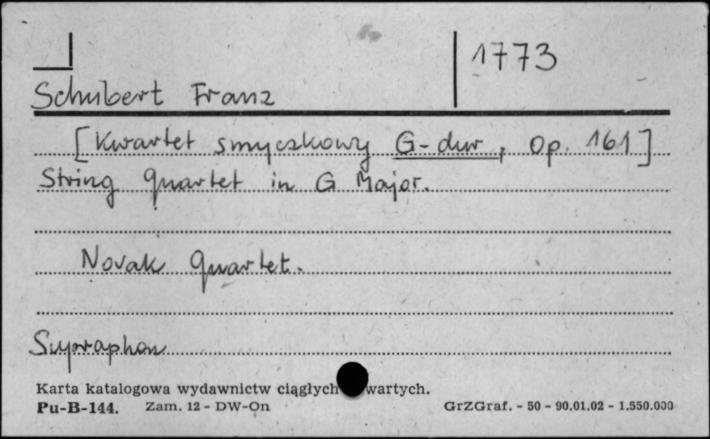 1773
Schubert Franz
[Kwartet smyczkowy G-dur, Op. 161]
String Quartet in G Major.
Novak Quartet.
Supraphon
Karta katalogowa wydawnictw ciągłych wartych.
Pu-B-144. Zam. 12 - DW-On GrZGraf. - 50 - 90.01.02 - 1.550.000